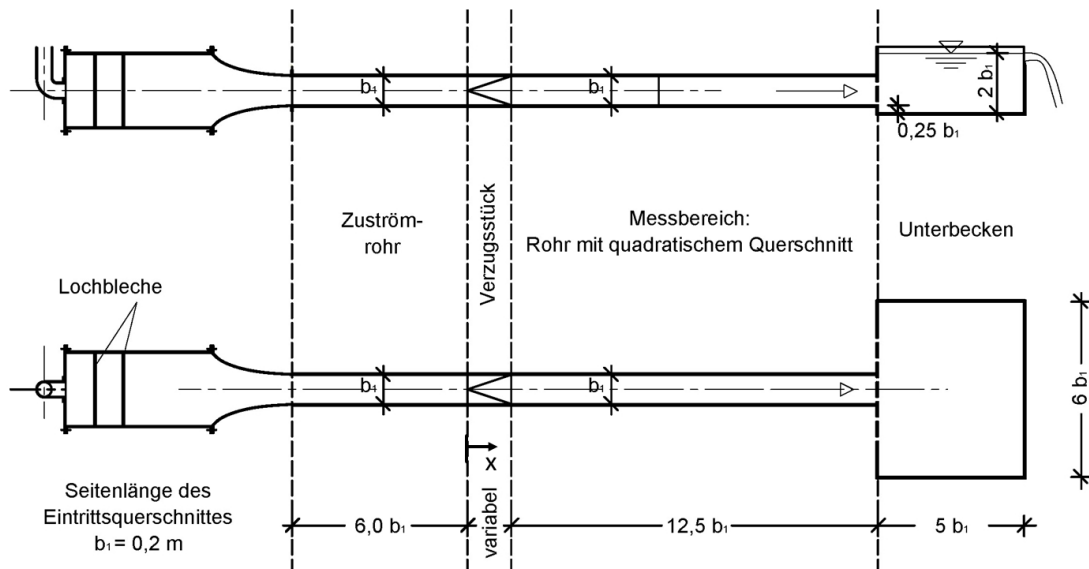 b₁
b₁
2 b₁
0,25 b₁
Zuström-
rohr
Verzugsstück
Messbereich:
Rohr mit quadratischem Querschnitt
Unterbecken
Lochbleche
b₁
b₁
6 b₁
x
Seitenlänge des
Eintrittsquerschnittes
b₁ = 0,2 m
6,0 b₁
variabel
12,5 b₁
5 b₁